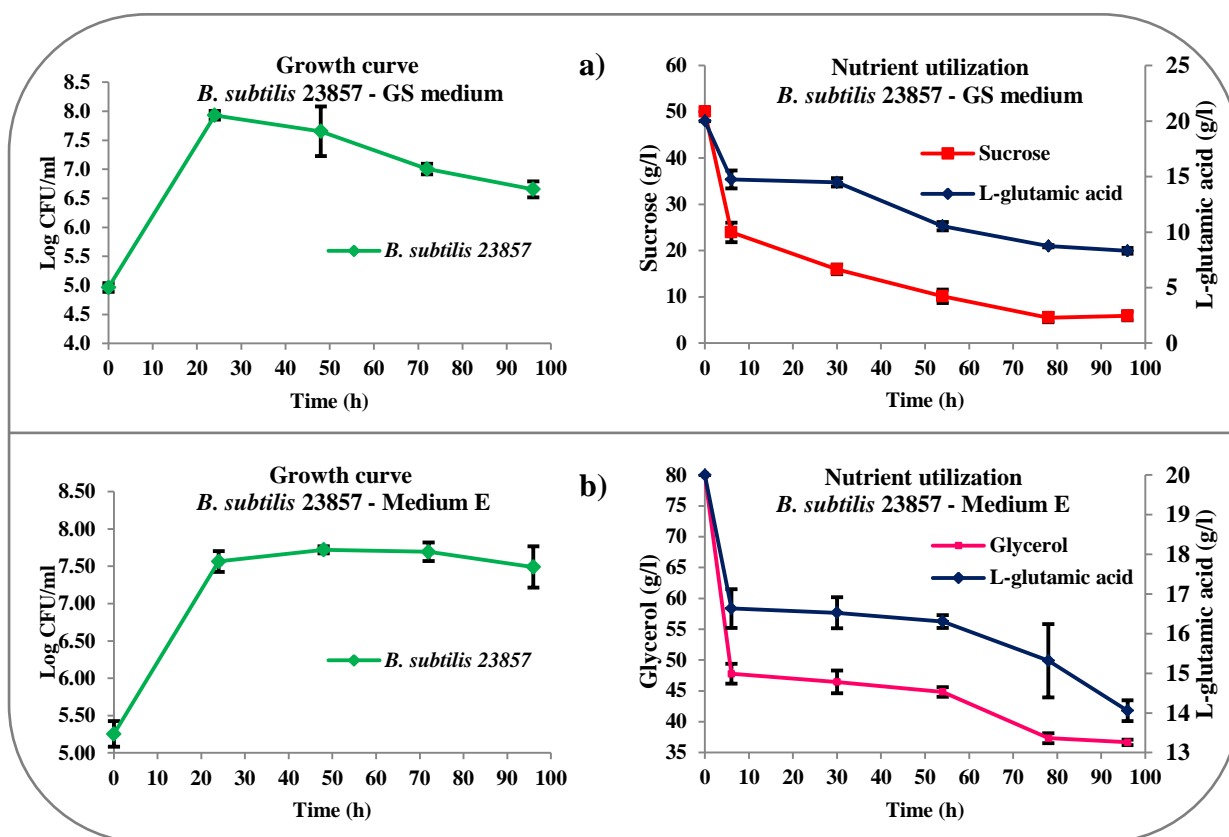 a)
Growth curve
B. subtilis 23857 - GS medium
Log CFU/ml
8.5
8.0
7.5
7.0
6.5
6.0
5.5
5.0
4.5
4.0
B. subtilis 23857
0 10 20 30 40 50 60 70 80 90 100
Time (h)
Nutrient utilization
B. subtilis 23857 - GS medium
Sucrose (g/l)
60
50
40
30
20
10
0
Sucrose
L-glutamic acid
25
20
15
10
5
0
L-glutamic acid (g/l)
0 10 20 30 40 50 60 70 80 90 100
Time (h)
b)
Growth curve
B. subtilis 23857 - Medium E
Log CFU/ml
8.50
8.00
7.50
7.00
6.50
6.00
5.50
5.00
B. subtilis 23857
0 20 40 60 80 100
Time (h)
Nutrient utilization
B. subtilis 23857 - Medium E
Glycerol (g/l)
80
75
70
65
60
55
50
45
40
35
Glycerol
L-glutamic acid
20
19
18
17
16
15
14
13
L-glutamic acid (g/l)
0 10 20 30 40 50 60 70 80 90 100
Time (h)